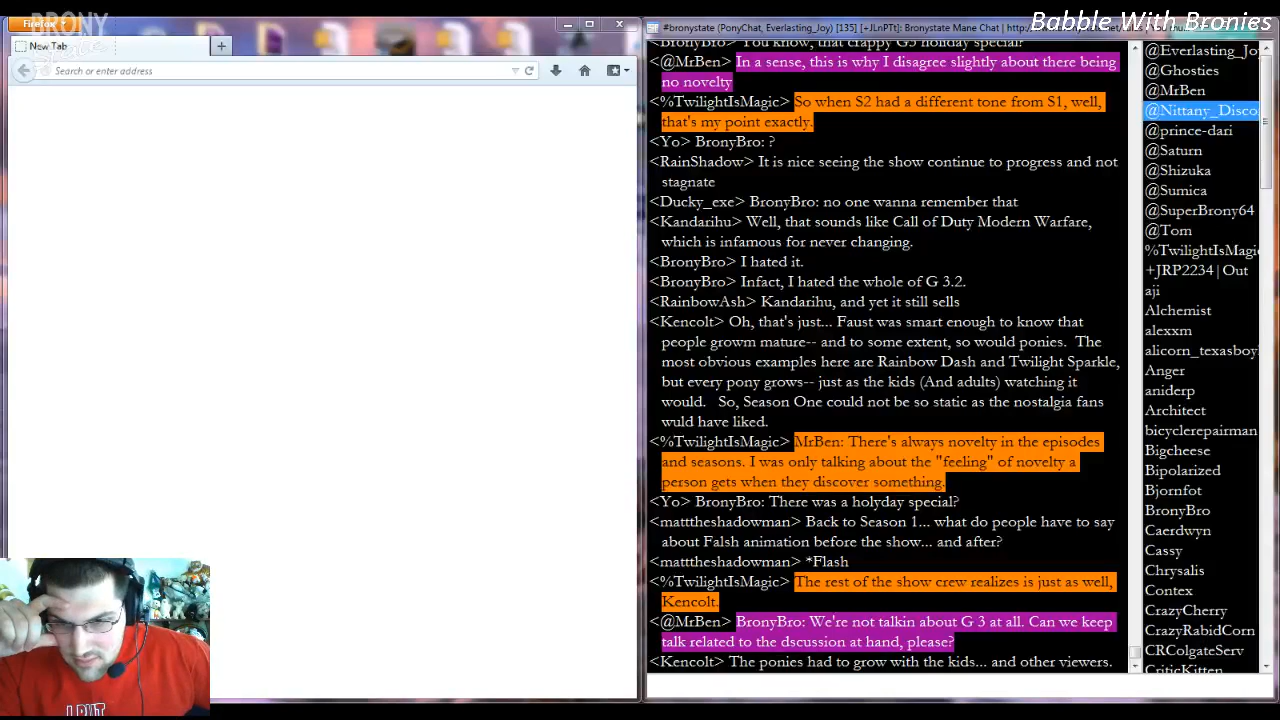 BRONY
Firefox
Babble With Bronies
#bronystate (PonyChat, Everlasting_Joy) [135] [+JLnPTt]: Bronystate Mane Chat |
New Tab
Search or enter address
<BronyBro> You know, that crappy G3 holiday special?
<@MrBen> In a sense, this is why I disagree slightly about there being
no novelty
<%TwilightIsMagic> So when S2 had a different tone from S1, well,
that's my point exactly.
<Yo> BronyBro: ?
<RainShadow> It is nice seeing the show continue to progress and not
stagnate
<Ducky_exe> BronyBro: no one wanna remember that
<Kandarihu> Well, that sounds like Call of Duty Modern Warfare,
which is infamous for never changing.
<BronyBro> I hated it.
<BronyBro> Infact, I hated the whole of G 3.2.
<RainbowAsh> Kandarihu, and yet it still sells
<Kencolt> Oh, that's just... Faust was smart enough to know that
people growm mature-- and to some extent, so would ponies. The
most obvious examples here are Rainbow Dash and Twilight Sparkle,
but every pony grows-- just as the kids (And adults) watching it
would. So, Season One could not be so static as the nostalgia fans
wuld have liked.
<%TwilightIsMagic> MrBen: There's always novelty in the episodes
and seasons. I was only talking about the "feeling" of novelty a
person gets when they discover something.
<Yo> BronyBro: There was a holyday special?
<matttheshadowman> Back to Season 1... what do people have to say
about Falsh animation before the show... and after?
<matttheshadowman> *Flash
<%TwilightIsMagic> The rest of the show crew realizes is just as well,
Kencolt.
<@MrBen> BronyBro: We're not talkin about G 3 at all. Can we keep
talk related to the dscussion at hand, please?
<Kencolt> The ponies had to grow with the kids... and other viewers.
@Everlasting_Jo
@Ghosties
@MrBen
@Nittany_Disco
@prince-dari
@Saturn
@Shizuka
@Sumica
@SuperBrony64
@Tom
%TwilightIsMagic
+JRP2234|Out
aji
Alchemist
alexxm
alicorn_texasboy
Anger
aniderp
Architect
bicyclerepairman
Bigcheese
Bipolarized
Bjornfot
BronyBro
Caerdwyn
Cassy
Chrysalis
Contex
CrazyCherry
CrazyRabidCorn
CRColgateServ
CriticKitten
I PUT